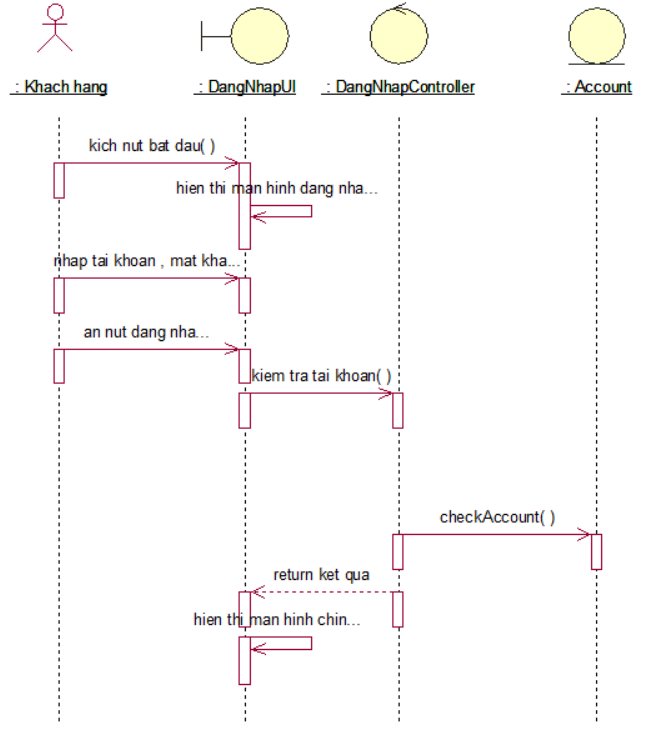 _: Khach hang
_: DangNhapUI
_: DangNhapController
_: Account
kich nut bat dau( )
hien thi man hinh dang nha...
nhap tai khoan , mat kha...
an nut dang nha...
kiem tra tai khoan( )
checkAccount( )
return ket qua
hien thi man hinh chin...